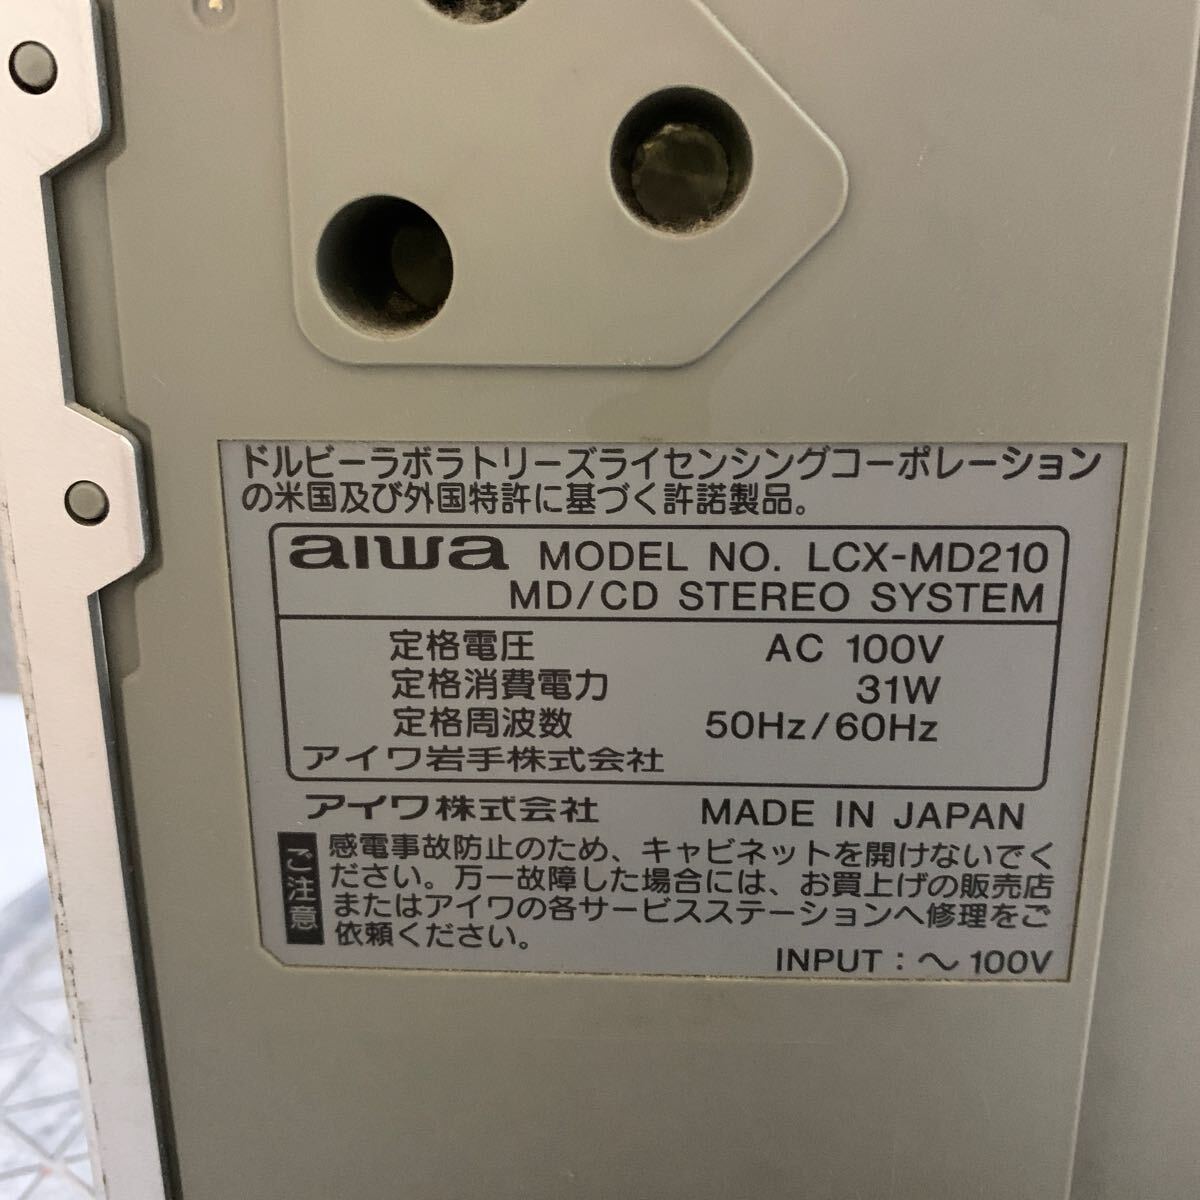 ドルビーラボラトリーズライセンシングコーポレーション
の米国及び外国特許に基づく許諾製品。
aiwa MODEL NO. LCX-MD210
MD/CD STEREO SYSTEM
定格電圧 AC 100V
定格消費電力 31W
定格周波数 50Hz/60Hz
アイワ岩手株式会社
アイワ株式会社 MADE IN JAPAN
ご注意
感電事故防止のため、キャビネットを開けないでく
ださい。万一故障した場合には、お買上げの販売店
またはアイワの各サービスステーションへ修理をご
依頼ください。
INPUT : ～ 100V